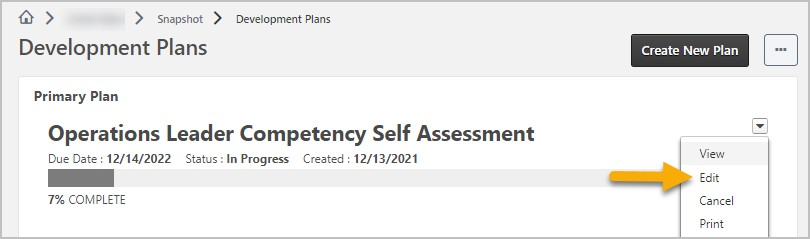 Snapshot Development Plans
Development Plans
Create New Plan
Primary Plan
Operations Leader Competency Self Assessment
Due Date : 12/14/2022 Status : In Progress Created : 12/13/2021
7% COMPLETE
View
Edit
Cancel
Print